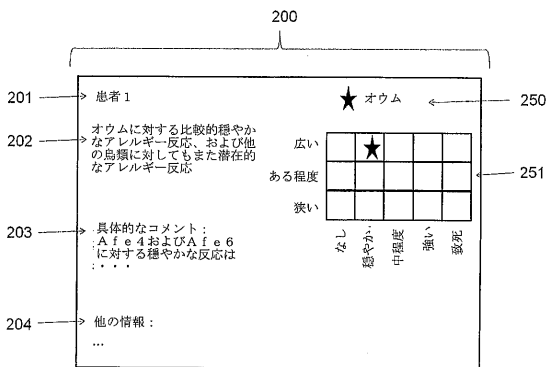 200
201
患者１
★ オウム
250
202
オウムに対する比較的穏やか
なアレルギー反応、および他
の鳥類に対してもまた潜在的
なアレルギー反応
広い
ある程度
狭い
251
なし
穏やか.
中程度
強い
致死
203
具体的なコメント：
Ａｆｅ４およびＡｆｅ６
に対する穏やかな反応は
・・・
204
他の情報：
...